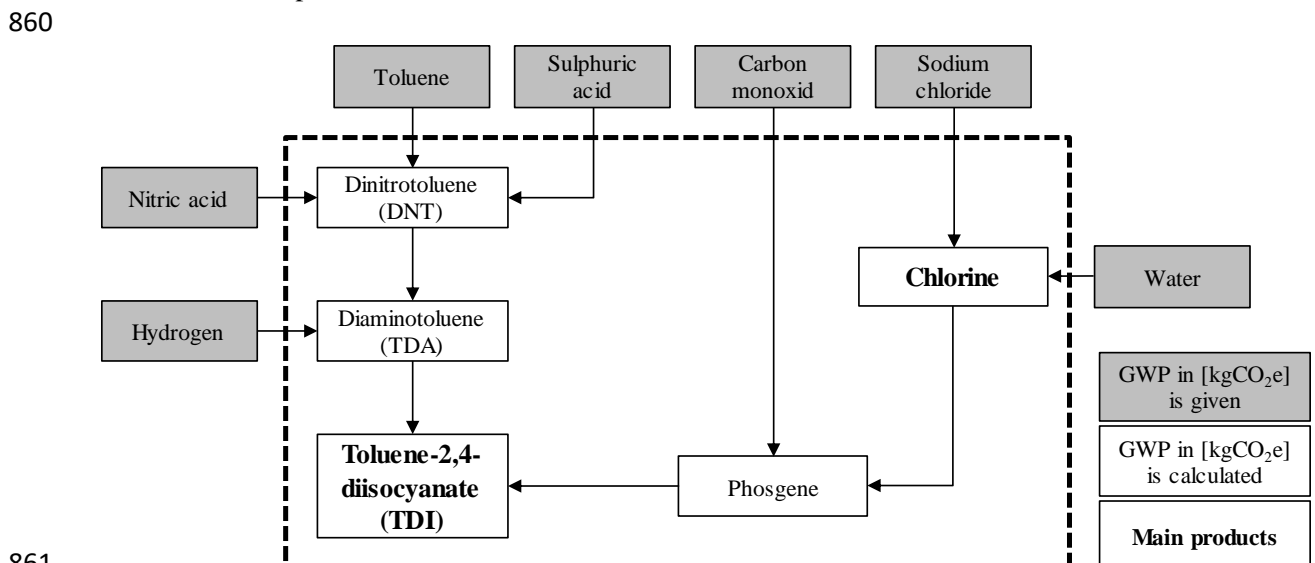 860
Toluene
Sulphuric
acid
Carbon
monoxid
Sodium
chloride
Nitric acid
Dinitrotoluene
(DNT)
Chlorine
Water
Hydrogen
Diaminotoluene
(TDA)
GWP in [kgCO₂e]
is given
Toluene-2,4-
diisocyanate
(TDI)
Phosgene
GWP in [kgCO₂e]
is calculated
Main products